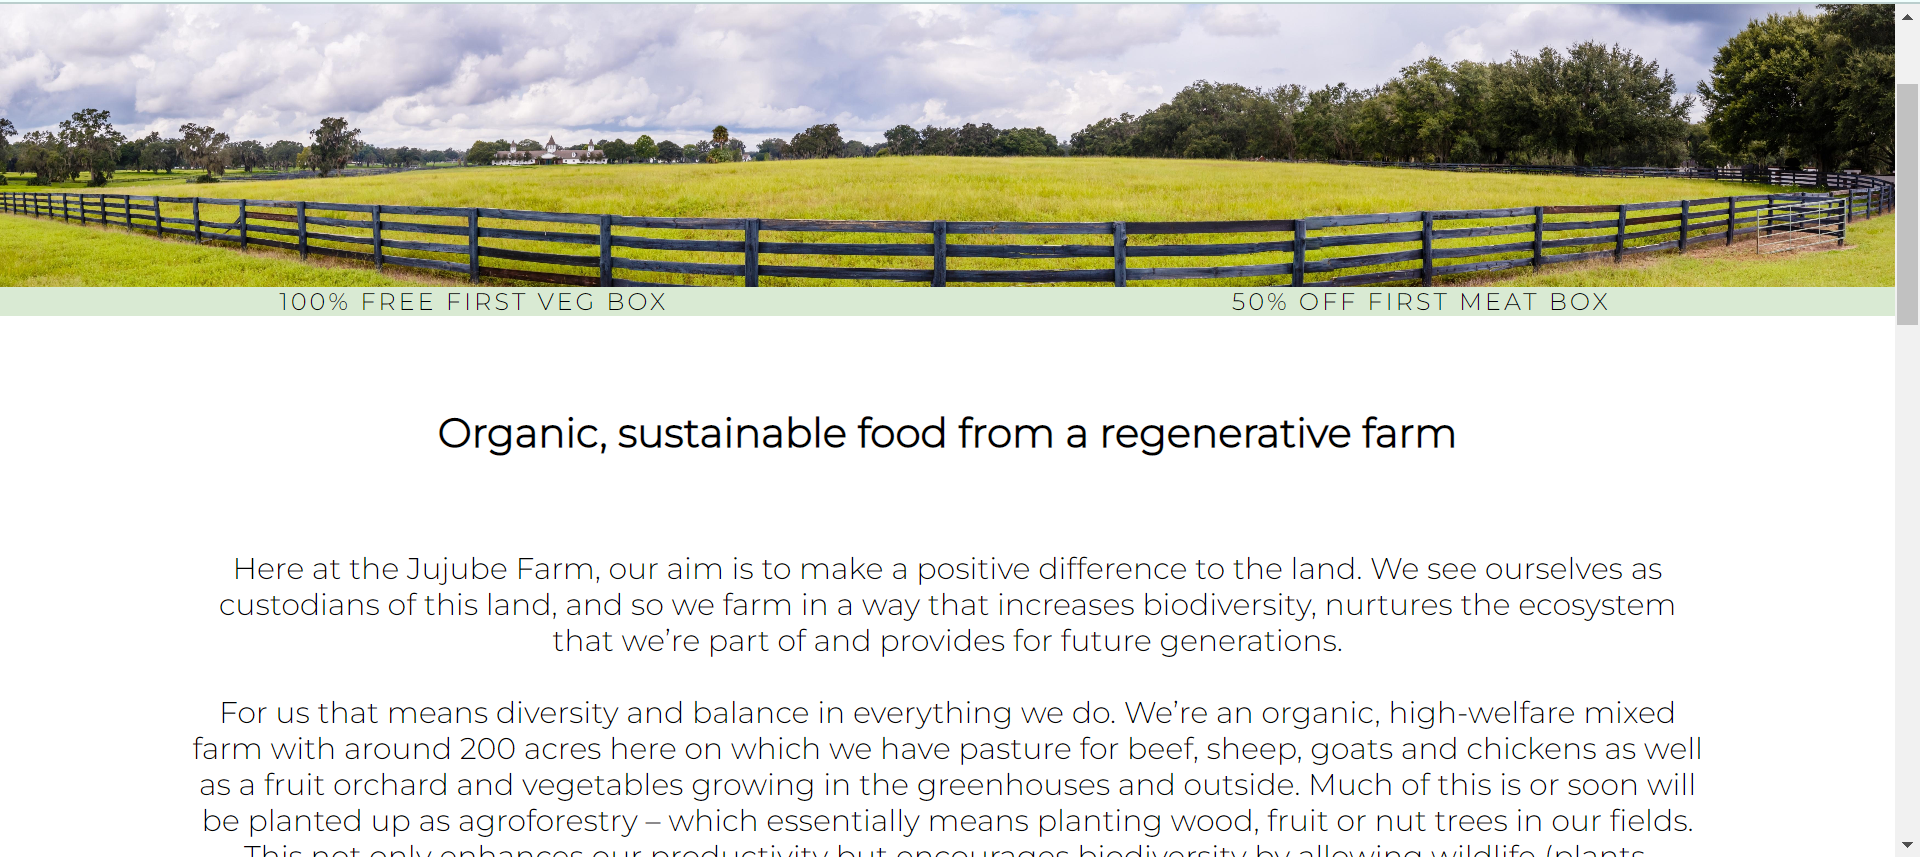 100% FREE FIRST VEG BOX
50% OFF FIRST MEAT BOX
Organic, sustainable food from a regenerative farm
Here at the Jujube Farm, our aim is to make a positive difference to the land. We see ourselves as
custodians of this land, and so we farm in a way that increases biodiversity, nurtures the ecosystem
that we’re part of and provides for future generations.
For us that means diversity and balance in everything we do. We’re an organic, high-welfare mixed
farm with around 200 acres here on which we have pasture for beef, sheep, goats and chickens as well
as a fruit orchard and vegetables growing in the greenhouses and outside. Much of this is or soon will
be planted up as agroforestry – which essentially means planting wood, fruit or nut trees in our fields.
This not only enhances our productivity but encourages biodiversity by allowing wildlife (plants,